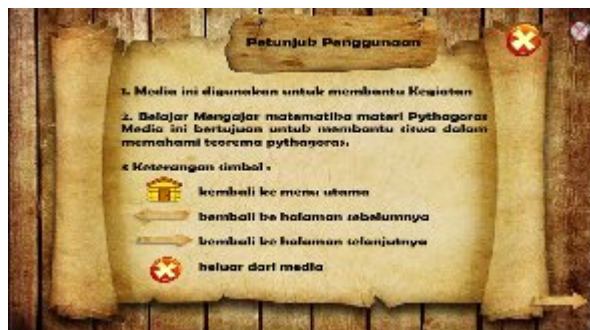 Petunjuk Penggunaan
1. Media ini digunakan untuk membantu Kegiatan
2. Belajar Mengajar matematika materi Pythagoras
Media ini bertujuan untuk membantu siswa dalam
memahami teorema pythagoras.
Keterangan simbol :
kembali ke menu utama
kembali ke halaman sebelumnya
kembali ke halaman selanjutnya
keluar dari media